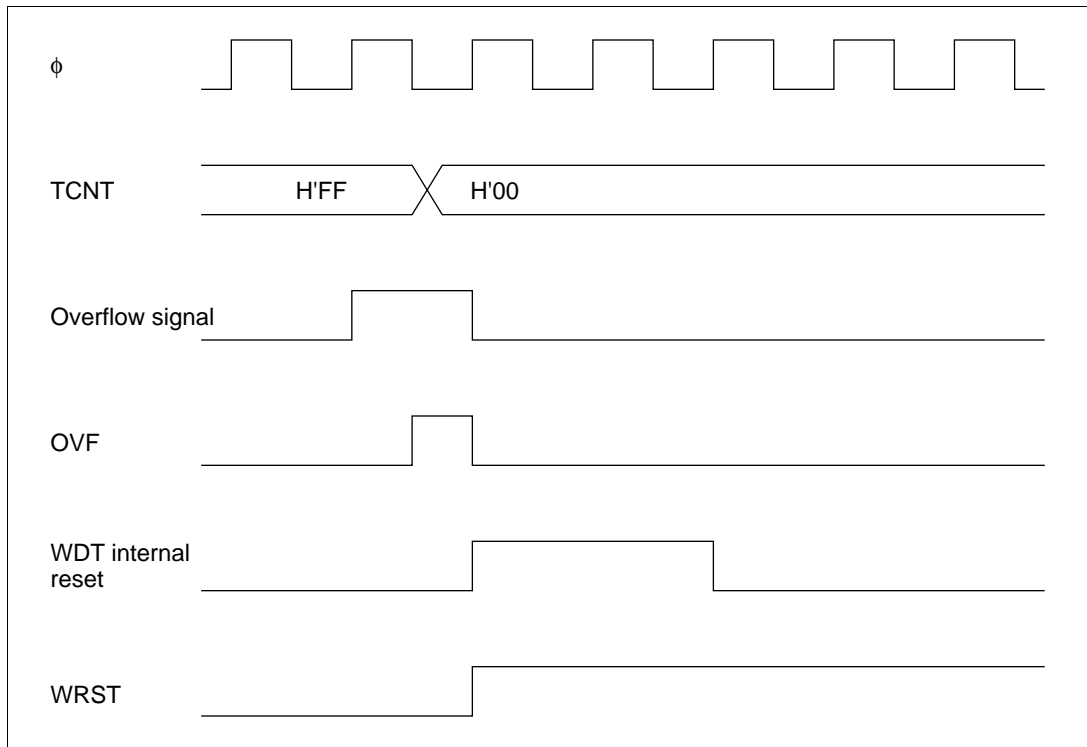 ϕ
TCNT
H'FF
H'00
Overflow signal
OVF
WDT internal
reset
WRST